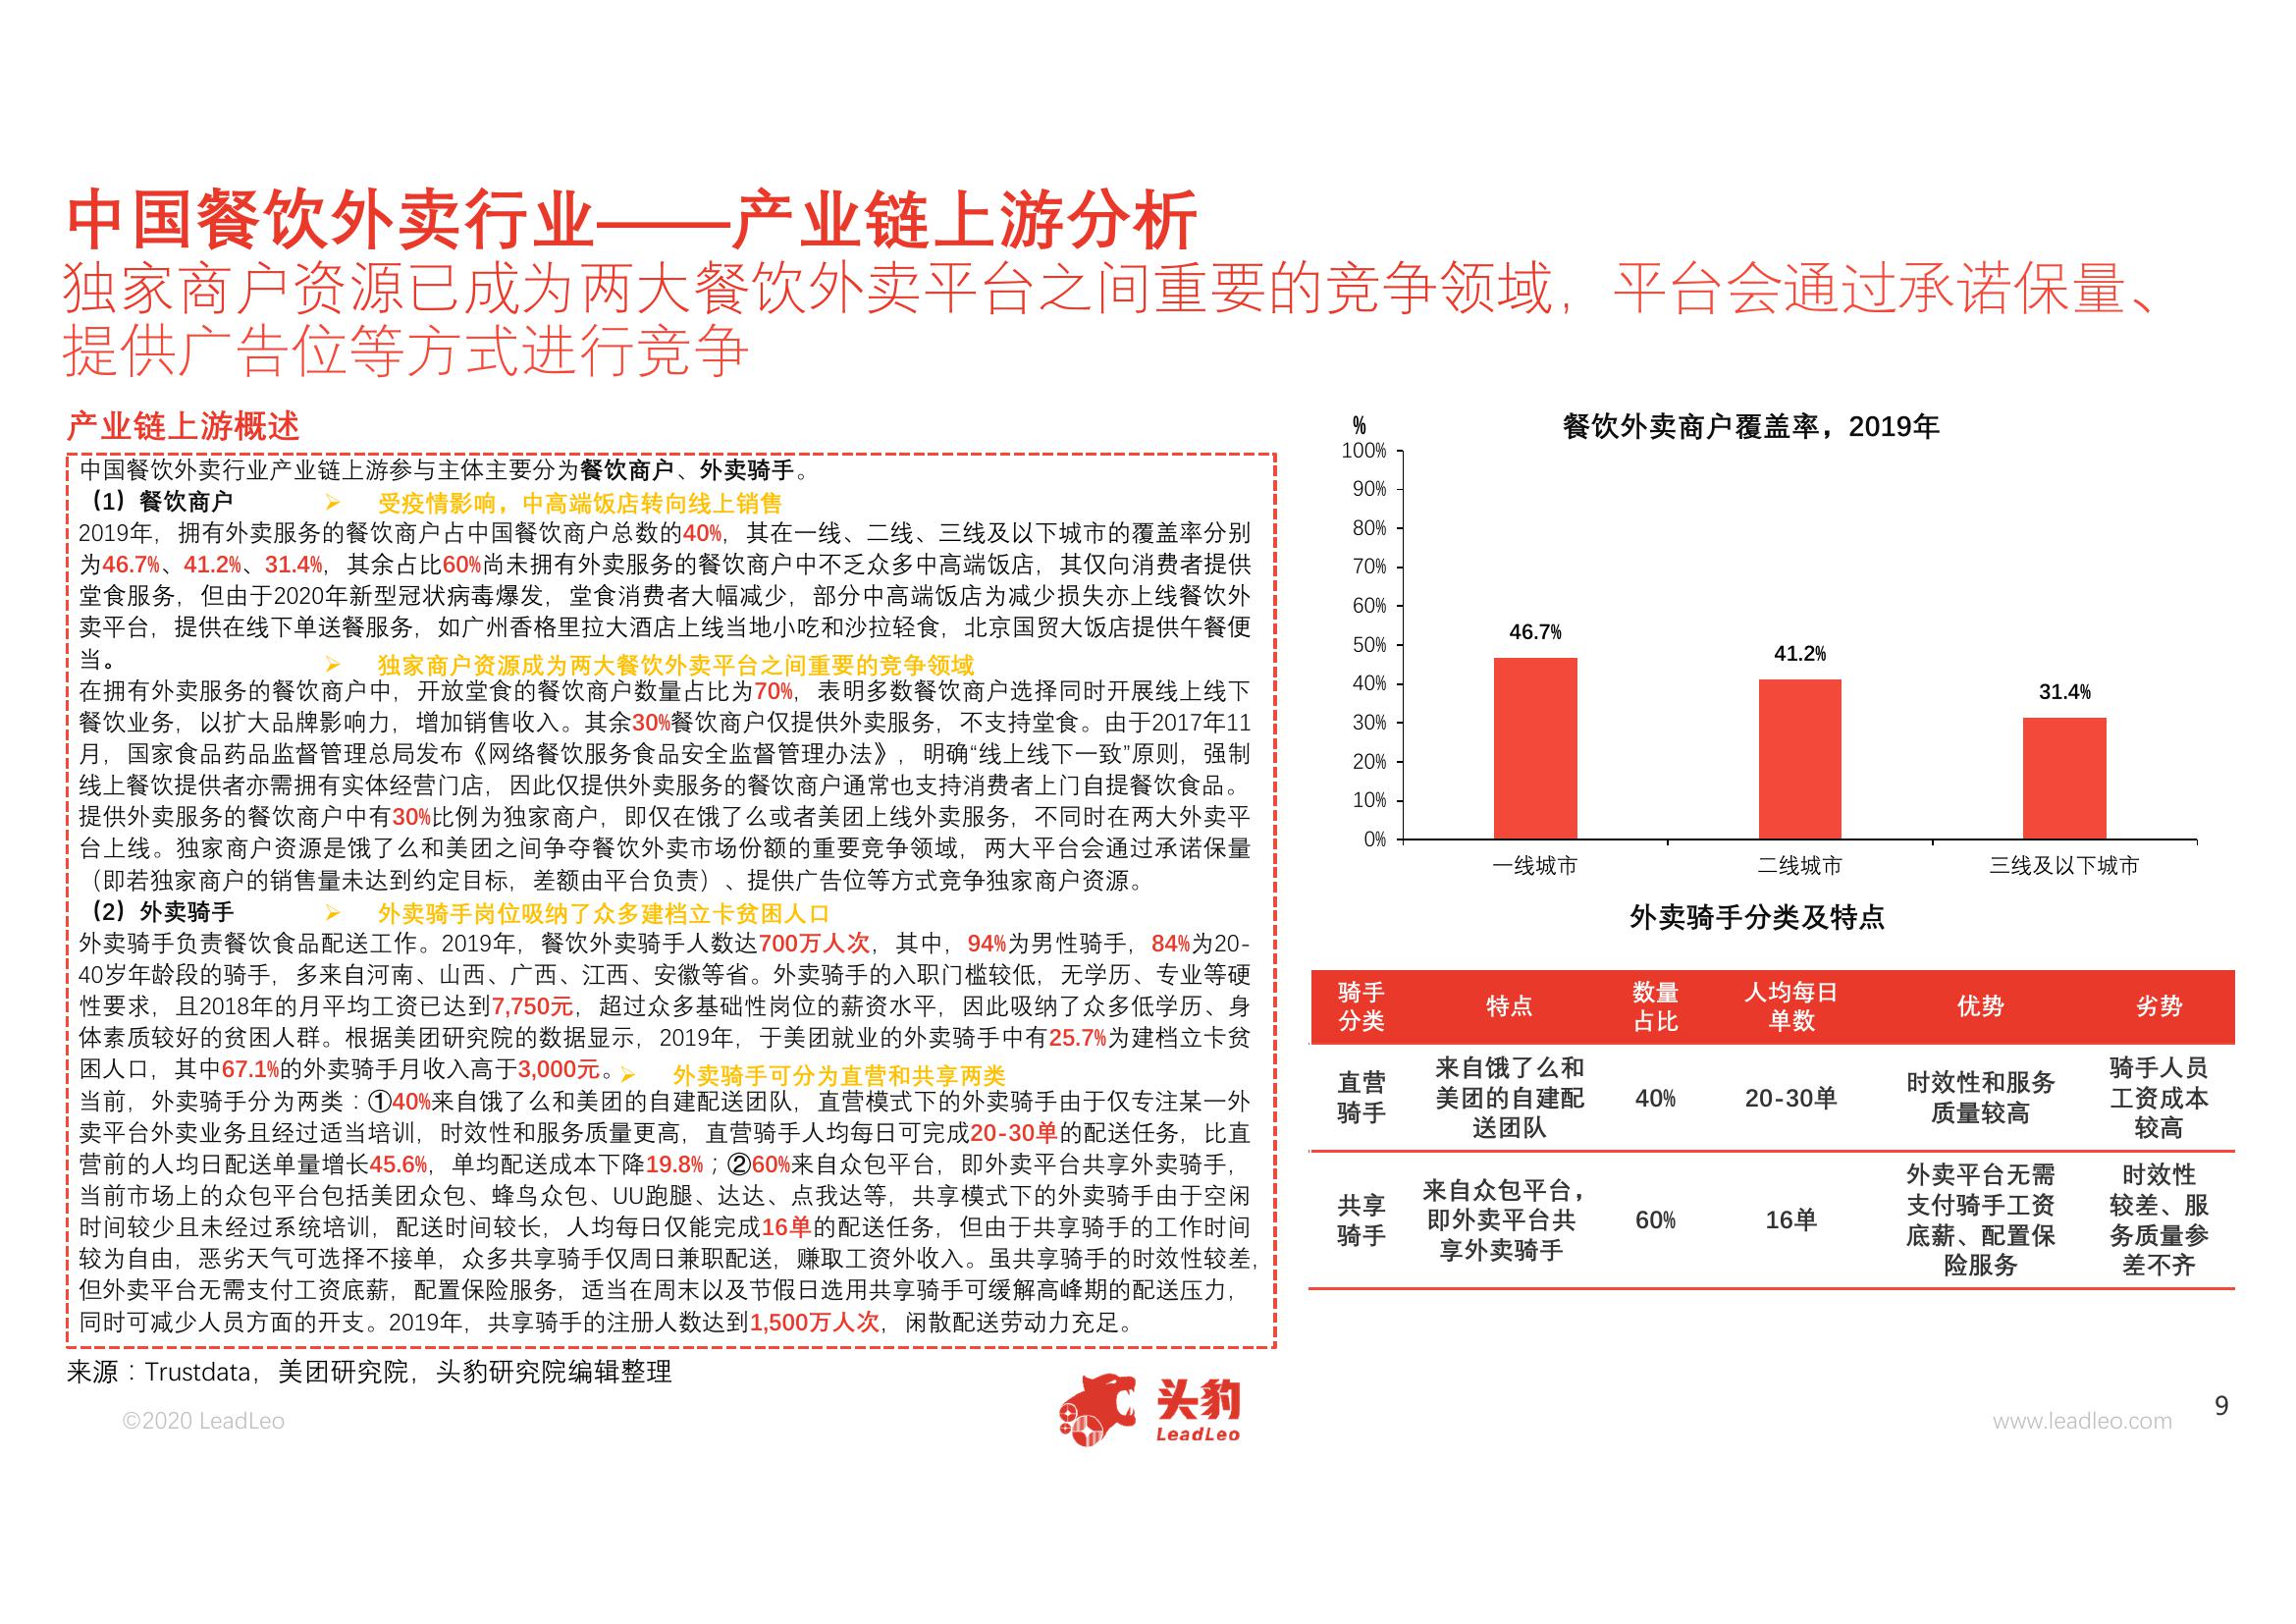 中国餐饮外卖行业——产业链上游分析
独家商户资源已成为两大餐饮外卖平台之间重要的竞争领域，平台会通过承诺保量、
提供广告位等方式进行竞争
产业链上游概述
中国餐饮外卖行业产业链上游参与主体主要分为餐饮商户、外卖骑手。
（1）餐饮商户 ➢ 受疫情影响，中高端饭店转向线上销售
2019年，拥有外卖服务的餐饮商户占中国餐饮商户总数的40%，其在一线、二线、三线及以下城市的覆盖率分别
为46.7%、41.2%、31.4%，其余占比60%尚未拥有外卖服务的餐饮商户中不乏众多中高端饭店，其仅向消费者提供
堂食服务，但由于2020年新型冠状病毒爆发，堂食消费者大幅减少，部分中高端饭店为减少损失亦上线餐饮外
卖平台，提供在线下单送餐服务，如广州香格里拉大酒店上线当地小吃和沙拉轻食，北京国贸大饭店提供午餐便
当。 ➢ 独家商户资源成为两大餐饮外卖平台之间重要的竞争领域
在拥有外卖服务的餐饮商户中，开放堂食的餐饮商户数量占比为70%，表明多数餐饮商户选择同时开展线上线下
餐饮业务，以扩大品牌影响力，增加销售收入。其余30%餐饮商户仅提供外卖服务，不支持堂食。由于2017年11
月，国家食品药品监督管理总局发布《网络餐饮服务食品安全监督管理办法》，明确“线上线下一致”原则，强制
线上餐饮提供者亦需拥有实体经营门店，因此仅提供外卖服务的餐饮商户通常也支持消费者上门自提餐饮食品。
提供外卖服务的餐饮商户中有30%比例为独家商户，即仅在饿了么或者美团上线外卖服务，不同时在两大外卖平
台上线。独家商户资源是饿了么和美团之间争夺餐饮外卖市场份额的重要竞争领域，两大平台会通过承诺保量
（即若独家商户的销售量未达到约定目标，差额由平台负责）、提供广告位等方式竞争独家商户资源。
（2）外卖骑手 ➢ 外卖骑手岗位吸纳了众多建档立卡贫困人口
外卖骑手负责餐饮食品配送工作。2019年，餐饮外卖骑手人数达700万人次，其中，94%为男性骑手，84%为20-
40岁年龄段的骑手，多来自河南、山西、广西、江西、安徽等省。外卖骑手的入职门槛较低，无学历、专业等硬
性要求，且2018年的月平均工资已达到7,750元，超过众多基础性岗位的薪资水平，因此吸纳了众多低学历、身
体素质较好的贫困人群。根据美团研究院的数据显示，2019年，于美团就业的外卖骑手中有25.7%为建档立卡贫
困人口，其中67.1%的外卖骑手月收入高于3,000元。 ➢ 外卖骑手可分为直营和共享两类
当前，外卖骑手分为两类：①40%来自饿了么和美团的自建配送团队，直营模式下的外卖骑手由于仅专注某一外
卖平台外卖业务且经过适当培训，时效性和服务质量更高，直营骑手人均每日可完成20-30单的配送任务，比直
营前的人均日配送单量增长45.6%，单均配送成本下降19.8%；②60%来自众包平台，即外卖平台共享外卖骑手，
当前市场上的众包平台包括美团众包、蜂鸟众包、UU跑腿、达达、点我达等，共享模式下的外卖骑手由于空闲
时间较少且未经过系统培训，配送时间较长，人均每日仅能完成16单的配送任务，但由于共享骑手的工作时间
较为自由，恶劣天气可选择不接单，众多共享骑手仅周日兼职配送，赚取工资外收入。虽共享骑手的时效性较差，
但外卖平台无需支付工资底薪，配置保险服务，适当在周末以及节假日选用共享骑手可缓解高峰期的配送压力，
同时可减少人员方面的开支。2019年，共享骑手的注册人数达到1,500万人次，闲散配送劳动力充足。
来源：Trustdata，美团研究院，头豹研究院编辑整理
% 餐饮外卖商户覆盖率，2019年
100%
90%
80%
70%
60%
50%
40%
30%
20%
10%
0%
46.7%
41.2%
31.4%
一线城市 二线城市 三线及以下城市
外卖骑手分类及特点
骑手
分类
特点
数量
占比
人均每日
单数
优势
劣势
直营
骑手
来自饿了么和
美团的自建配
送团队
40%
20-30单
时效性和服务
质量较高
骑手人员
工资成本
较高
共享
骑手
来自众包平台，
即外卖平台共
享外卖骑手
60%
16单
外卖平台无需
支付骑手工资
底薪、配置保
险服务
时效性
较差、服
务质量参
差不齐
©2020 LeadLeo
头豹
LeadLeo
www.leadleo.com
9